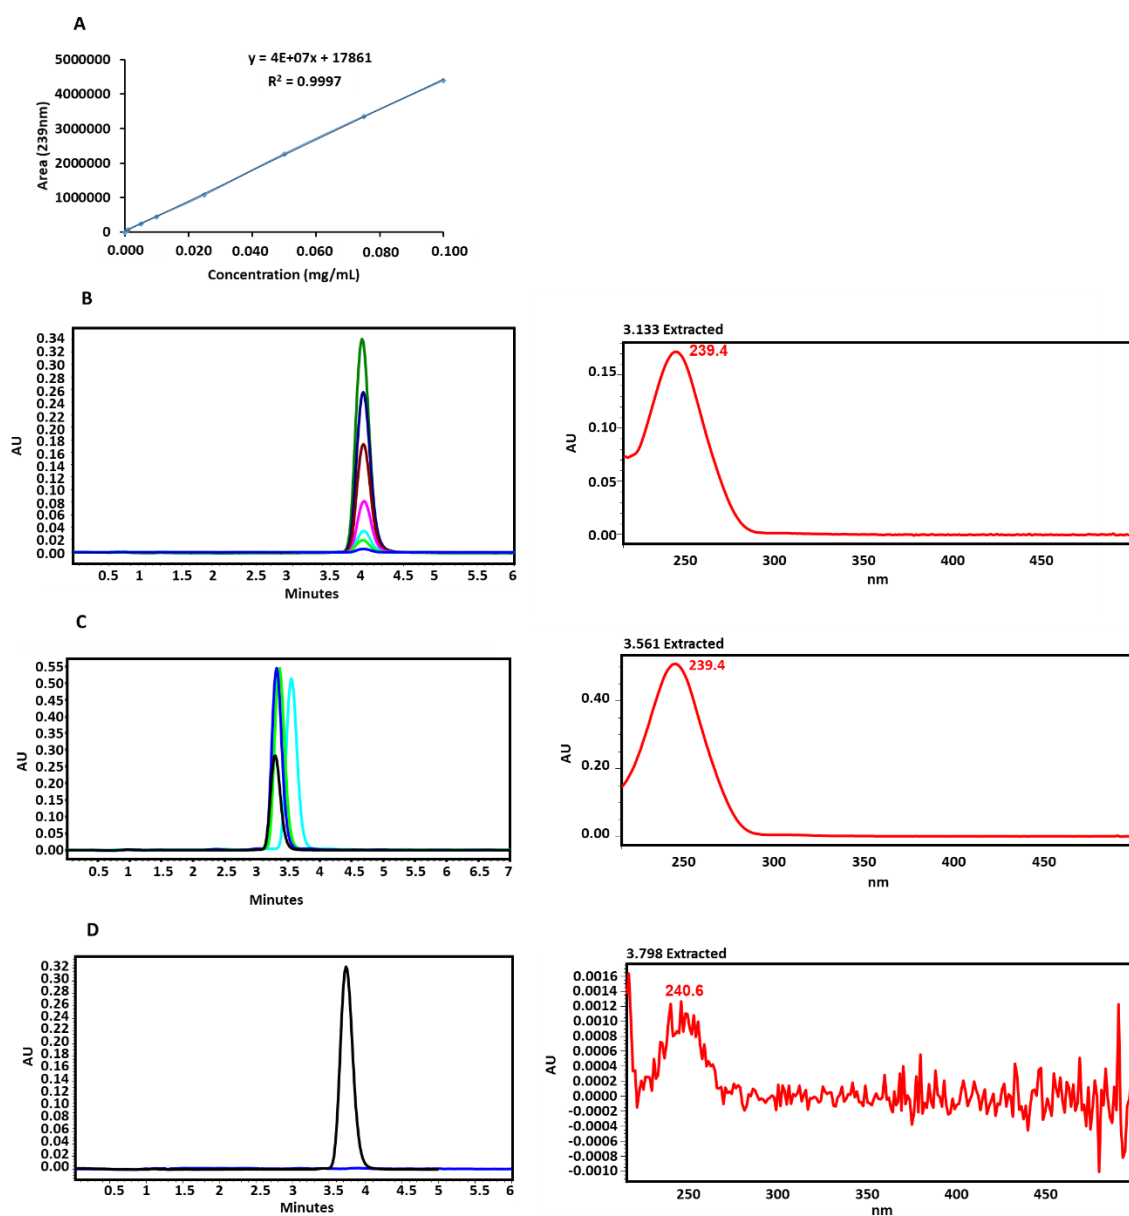 A
y = 4E+07x + 17861
R² = 0.9997
5000000
4000000
3000000
2000000
1000000
0
Area (239nm)
0.000 0.020 0.040 0.060 0.080 0.100
Concentration (mg/mL)
B
0.34
0.32
0.30
0.28
0.26
0.24
0.22
0.20
0.18
0.16
0.14
0.12
0.10
0.08
0.06
0.04
0.02
0.00
AU
0.5 1 1.5 2 2.5 3 3.5 4 4.5 5 5.5 6
Minutes
3.133 Extracted
239.4
0.15
0.10
0.05
0.00
AU
250 300 350 400 450
nm
C
0.55
0.50
0.45
0.40
0.35
0.30
0.25
0.20
0.15
0.10
0.05
0.00
AU
0.5 1 1.5 2 2.5 3 3.5 4 4.5 5 5.5 6 6.5 7
Minutes
3.561 Extracted
239.4
0.40
0.20
0.00
AU
250 300 350 400 450
nm
D
0.32
0.30
0.28
0.26
0.24
0.22
0.20
0.18
0.16
0.14
0.12
0.10
0.08
0.06
0.04
0.02
0.00
AU
0.5 1 1.5 2 2.5 3 3.5 4 4.5 5 5.5 6
Minutes
3.798 Extracted
240.6
0.0016
0.0014
0.0012
0.0010
0.0008
0.0006
0.0004
0.0002
0.0000
-0.0002
-0.0004
-0.0006
-0.0008
-0.0010
AU
250 300 350 400 450
nm